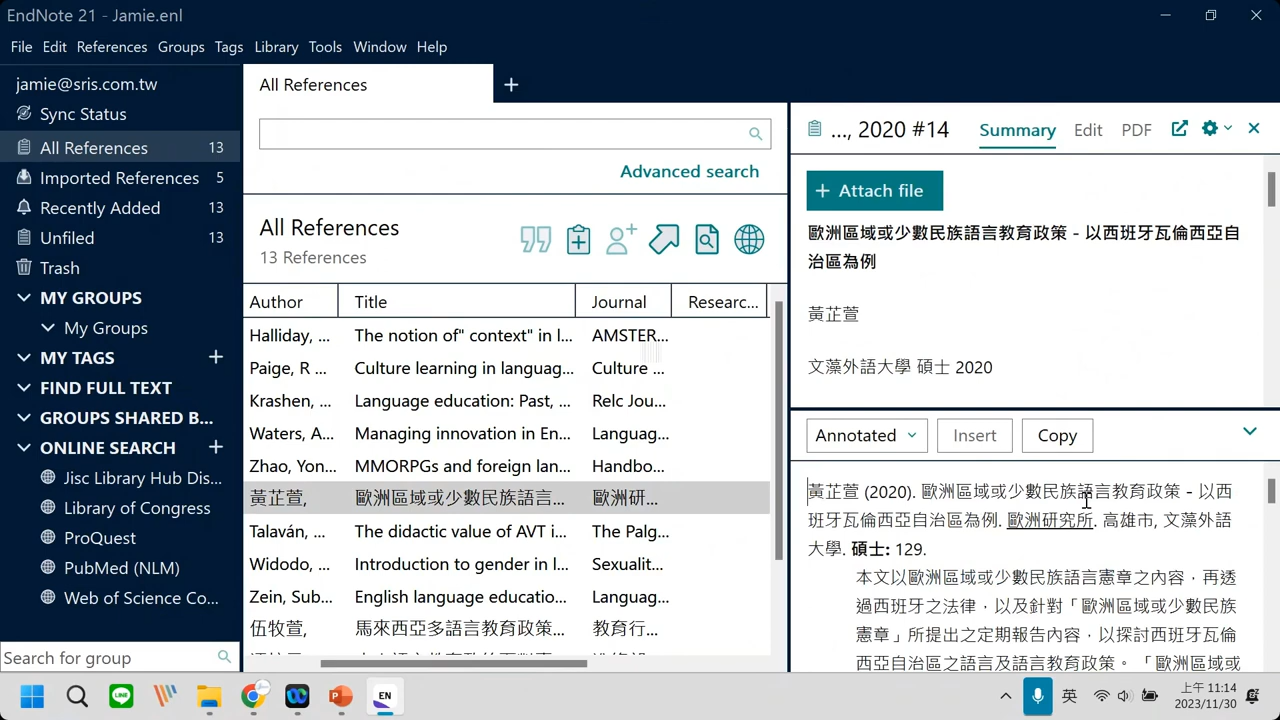 EndNote 21 - Jamie.enl
File Edit References Groups Tags Library Tools Window Help
jamie@sris.com.tw
Sync Status
All References 13
Imported References 5
Recently Added 13
Unfiled 13
Trash
MY GROUPS
My Groups
MY TAGS +
FIND FULL TEXT
GROUPS SHARED B...
ONLINE SEARCH +
Jisc Library Hub Dis...
Library of Congress
ProQuest
PubMed (NLM)
Web of Science Co...
Search for group
All References +
Advanced search
All References
13 References
Author Title Journal Researc...
Halliday, ... The notion of" context" in l... AMSTER...
Paige, R ... Culture learning in languag... Culture ...
Krashen, ... Language education: Past, ... Relc Jou...
Waters, A... Managing innovation in En... Languag...
Zhao, Yon... MMORPGs and foreign lan... Handbo...
黃芷萱, 歐洲區域或少數民族語言... 歐洲研...
Talaván, ... The didactic value of AVT i... The Palg...
Widodo, ... Introduction to gender in l... Sexualit...
Zein, Sub... English language educatio... Languag...
伍牧萱, 馬來西亞多語言教育政策... 教育行...
..., 2020 #14 Summary Edit PDF
+ Attach file
歐洲區域或少數民族語言教育政策 - 以西班牙瓦倫西亞自
治區為例
黃芷萱
文藻外語大學 碩士 2020
Annotated Insert Copy
黃芷萱 (2020). 歐洲區域或少數民族語言教育政策 - 以西
班牙瓦倫西亞自治區為例. 歐洲研究所. 高雄市, 文藻外語
大學. 碩士: 129.
本文以歐洲區域或少數民族語言憲章之內容，再透
過西班牙之法律，以及針對「歐洲區域或少數民族
憲章」所提出之定期報告內容，以探討西班牙瓦倫
西亞自治區之語言及語言教育政策。「歐洲區域或
LINE
EN
英
上午 11:14
2023/11/30